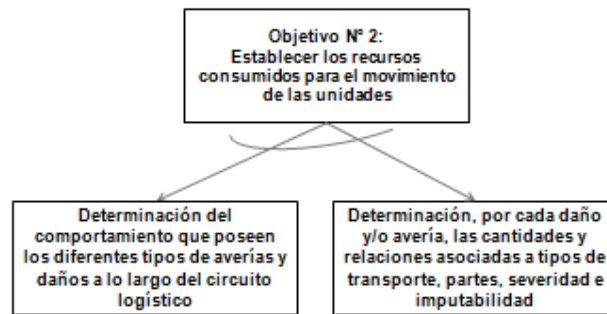 Objetivo N° 2:
Establecer los recursos
consumidos para el movimiento
de las unidades
Determinación del
comportamiento que poseen
los diferentes tipos de averías y
daños a lo largo del circuito
logístico
Determinación, por cada daño
y/o avería, las cantidades y
relaciones asociadas a tipos de
transporte, partes, severidad e
imputabilidad